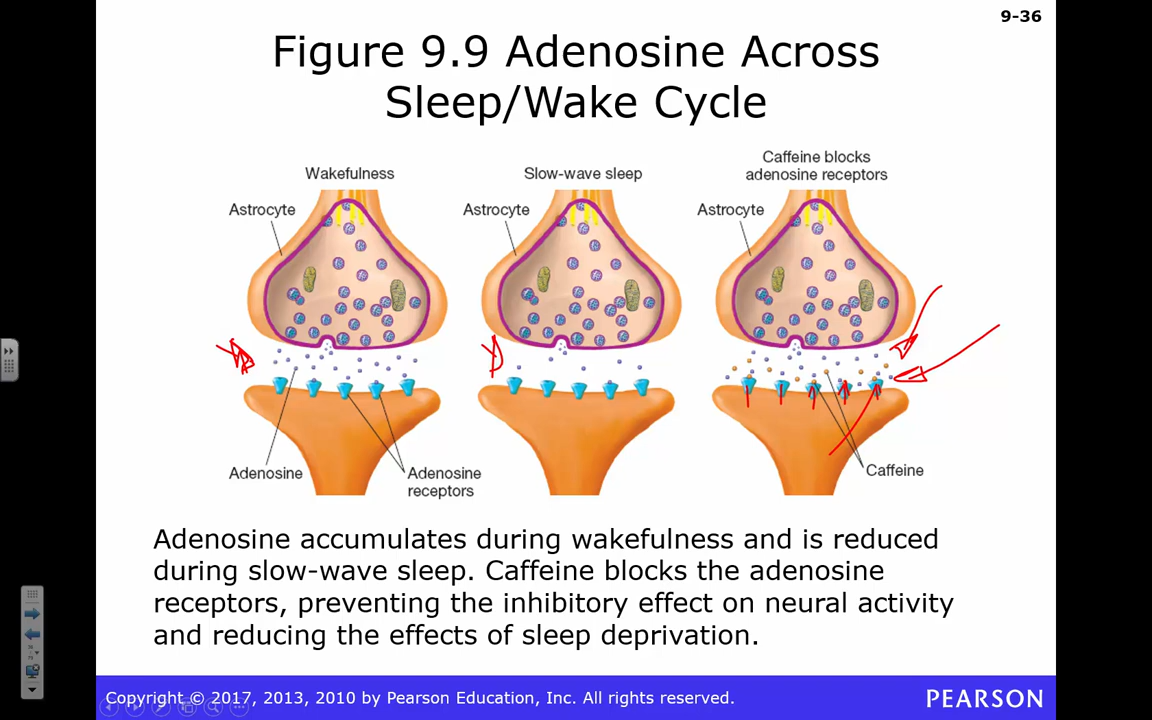 9-36
Figure 9.9 Adenosine Across
Sleep/Wake Cycle
Wakefulness
Slow-wave sleep
Caffeine blocks
adenosine receptors
Astrocyte
Astrocyte
Astrocyte
Adenosine
Adenosine
receptors
Caffeine
Adenosine accumulates during wakefulness and is reduced
during slow-wave sleep. Caffeine blocks the adenosine
receptors, preventing the inhibitory effect on neural activity
and reducing the effects of sleep deprivation.
Copyright © 2017, 2013, 2010 by Pearson Education, Inc. All rights reserved.
PEARSON